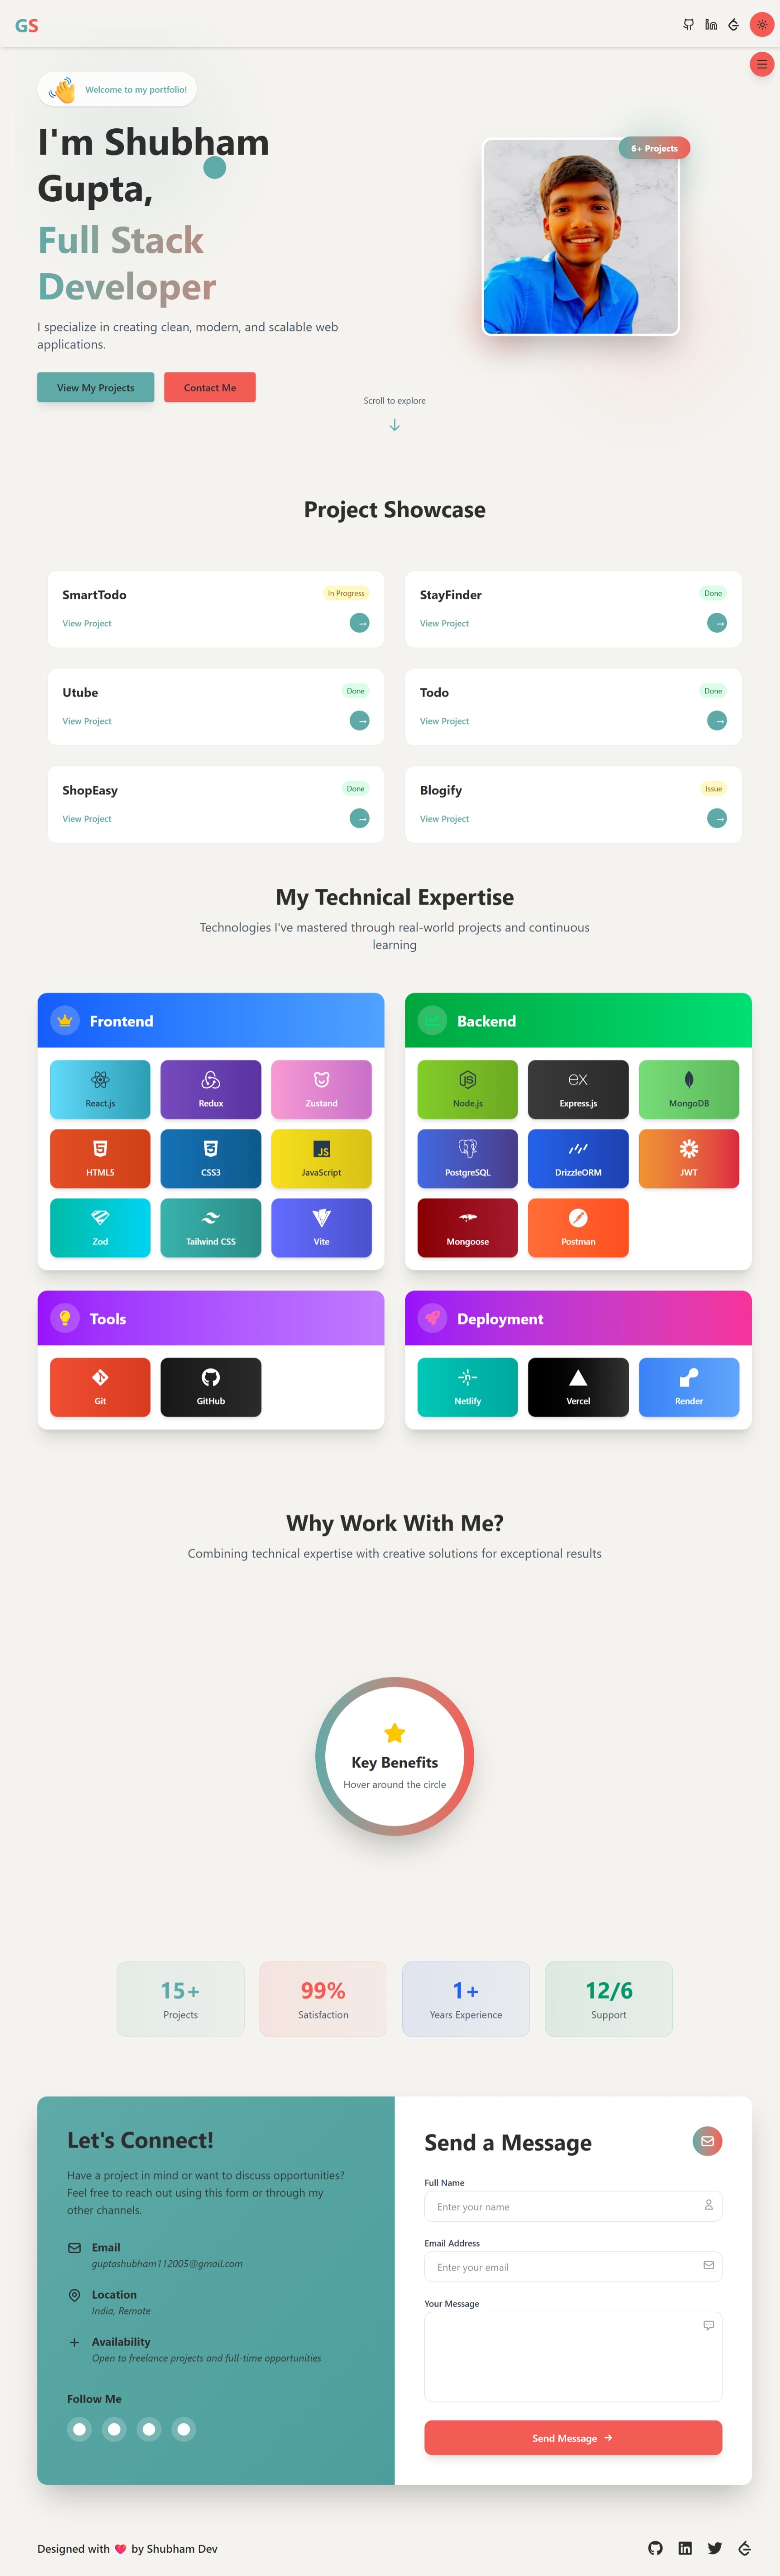 GS
Welcome to my portfolio!
I'm Shubham
Gupta,
Full Stack
Developer
I specialize in creating clean, modern, and scalable web
applications.
View My Projects
Contact Me
6+ Projects
Scroll to explore
Project Showcase
SmartTodo
In Progress
View Project
→
StayFinder
Done
View Project
→
Utube
Done
View Project
→
Todo
Done
View Project
→
ShopEasy
Done
View Project
→
Blogify
Issue
View Project
→
My Technical Expertise
Technologies I've mastered through real-world projects and continuous
learning
Frontend
React.js
Redux
Zustand
HTML5
CSS3
JS
JavaScript
Zod
Tailwind CSS
Vite
Backend
JS
Node.js
ex
Express.js
MongoDB
PostgreSQL
DrizzleORM
JWT
Mongoose
Postman
Tools
Git
GitHub
Deployment
Netlify
Vercel
Render
Why Work With Me?
Combining technical expertise with creative solutions for exceptional results
Key Benefits
Hover around the circle
15+
Projects
99%
Satisfaction
1+
Years Experience
12/6
Support
Let's Connect!
Have a project in mind or want to discuss opportunities?
Feel free to reach out using this form or through my
other channels.
Email
guptashubham112005@gmail.com
Location
India, Remote
Availability
Open to freelance projects and full-time opportunities
Follow Me
Send a Message
Full Name
Enter your name
Email Address
Enter your email
Your Message
Send Message →
Designed with ❤️ by Shubham Dev